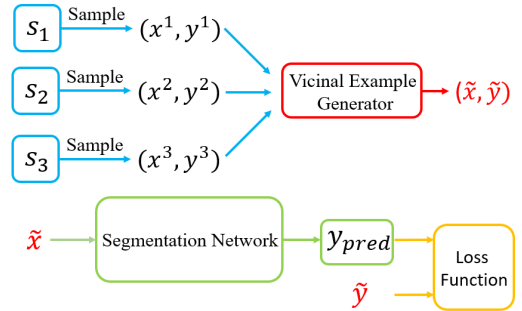 s₁ Sample (x¹, y¹)
s₂ Sample (x², y²)
s₃ Sample (x³, y³)
Vicinal Example
Generator
(x̃, ỹ)
x̃
Segmentation Network
y_pred
ỹ
Loss
Function